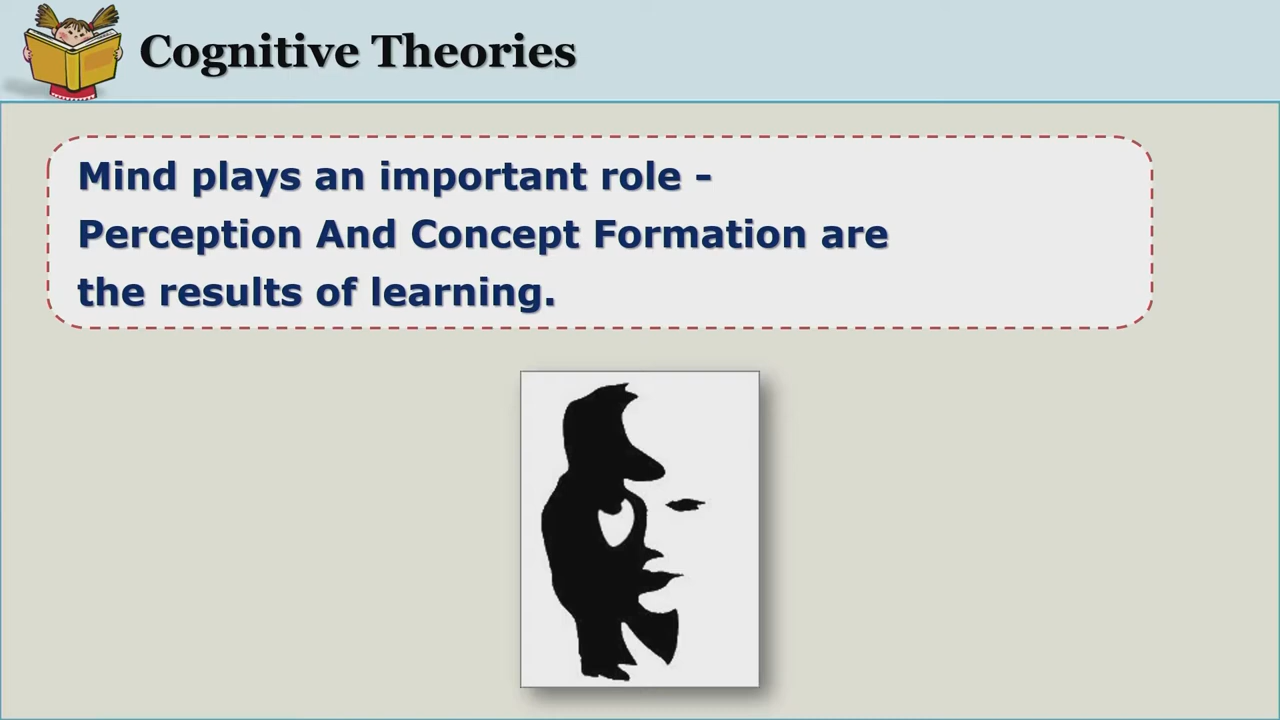 Cognitive Theories
Mind plays an important role -
Perception And Concept Formation are
the results of learning.